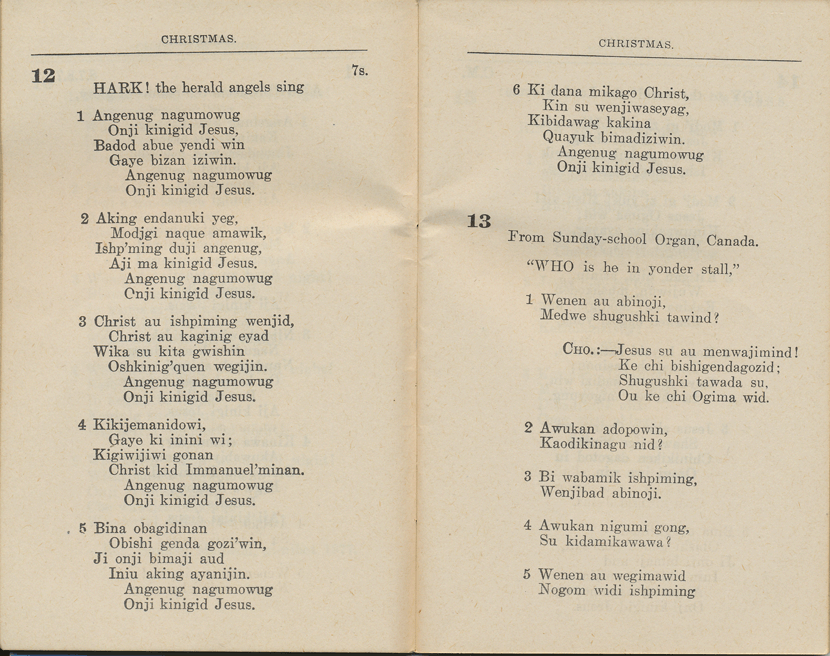 CHRISTMAS.
12
7s.
HARK! the herald angels sing
1 Angenug nagumowug
Onji kinigid Jesus,
Badod abue yendi win
Gaye bizan iziwin.
Angenug nagumowug
Onji kinigid Jesus.
2 Aking endanuki yeg,
Modjgi naque amawik,
Ishp'ming duji angenug,
Aji ma kinigid Jesus.
Angenug nagumowug
Onji kinigid Jesus.
3 Christ au ishpiming wenjid,
Christ au kaginig eyad
Wika su kita gwishin
Oshkinig'quen wegijin.
Angenug nagumowug
Onji kinigid Jesus.
4 Kikijemanidowi,
Gaye ki inini wi;
Kigiwijiwi gonan
Christ kid Immanuel'minan.
Angenug nagumowug
Onji kinigid Jesus.
5 Bina obagidinan
Obishi genda gozi'win,
Ji onji bimaji aud
Iniu aking ayanijin.
Angenug nagumowug
Onji kinigid Jesus.
CHRISTMAS.
6 Ki dana mikago Christ,
Kin su wenjiwaseyag,
Kibidawag kakina
Quayuk bimadiziwin.
Angenug nagumowug
Onji kinigid Jesus.
13
From Sunday-school Organ, Canada.
"WHO is he in yonder stall,"
1 Wenen au abinoji,
Medwe shugushki tawind?
CHO.:—Jesus su au menwajimind!
Ke chi bishigendagozid;
Shugushki tawada su,
Ou ke chi Ogima wid.
2 Awukan adopowin,
Kaodikinagu nid?
3 Bi wabamik ishpiming,
Wenjibad abinoji.
4 Awukan nigumi gong,
Su kidamikawawa?
5 Wenen au wegimawid
Nogom widi ishpiming